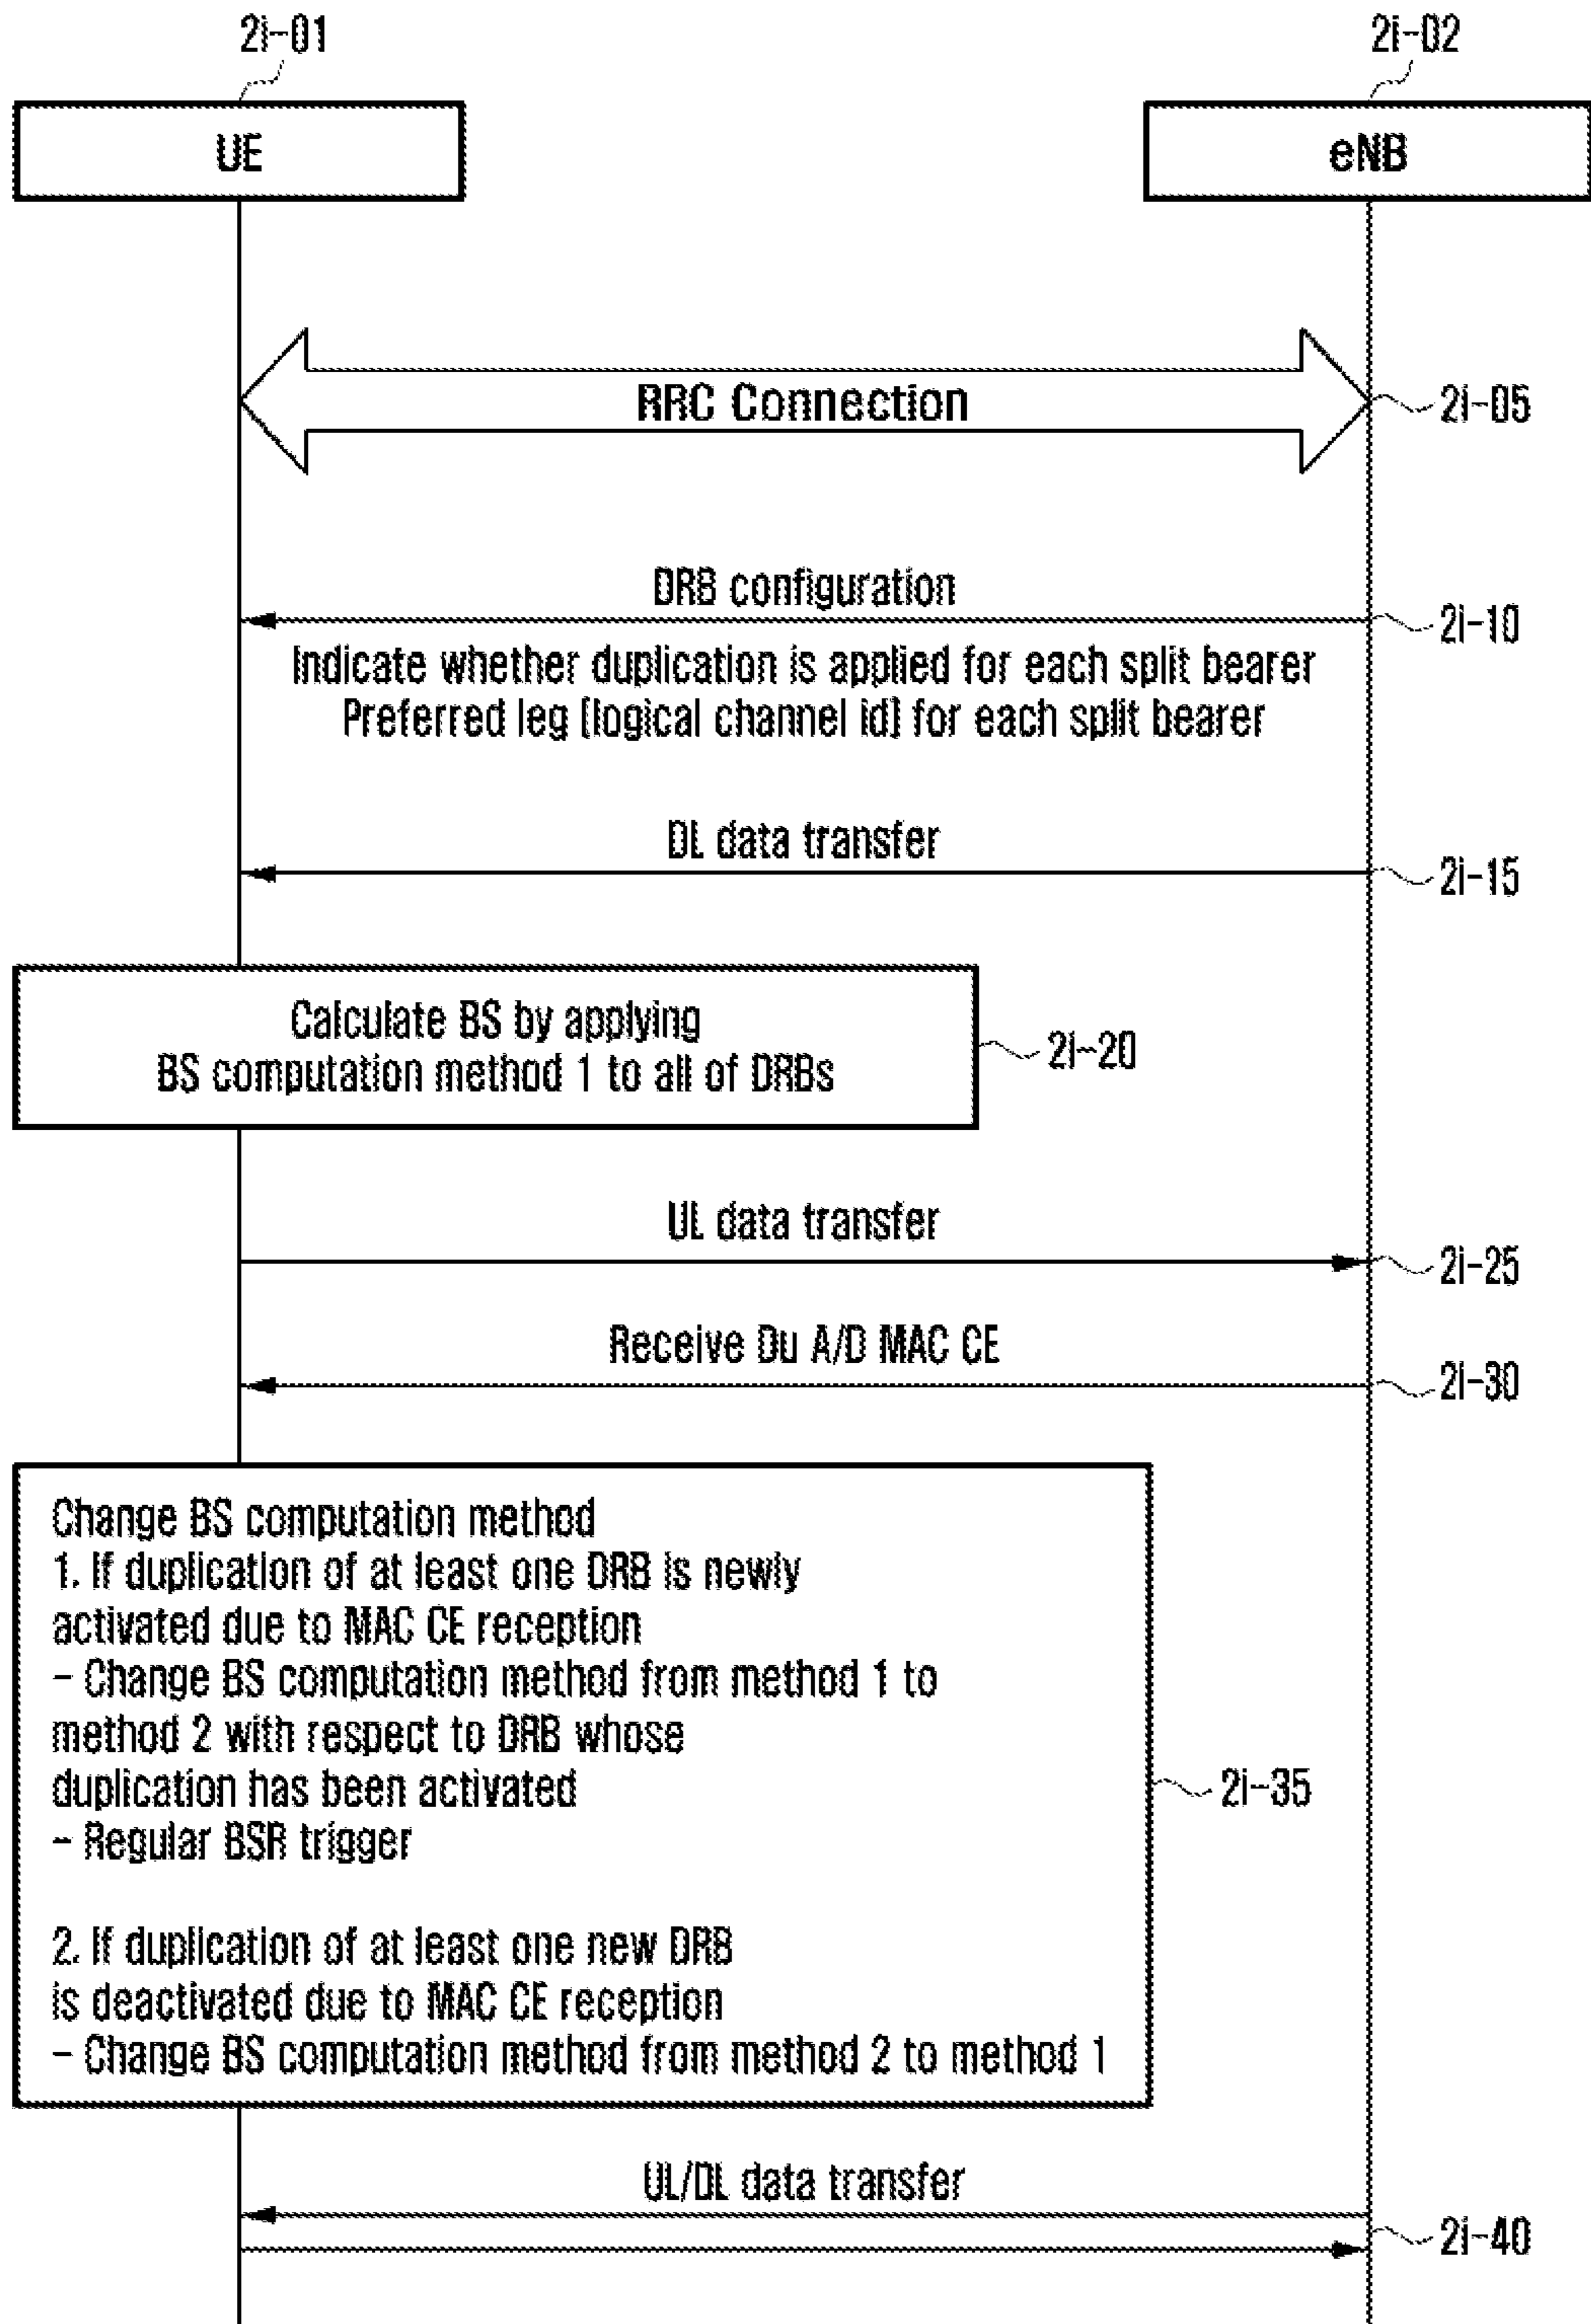 2i-01
2i-02
UE
eNB
RRC Connection
2i-05
DRB configuration
2i-10
Indicate whether duplication is applied for each split bearer
Preferred leg (logical channel id) for each split bearer
DL data transfer
2i-15
Calculate BS by applying
BS computation method 1 to all of DRBs
2i-20
UL data transfer
2i-25
Receive Du A/D MAC CE
2i-30
Change BS computation method
1. If duplication of at least one DRB is newly
activated due to MAC CE reception
- Change BS computation method from method 1 to
method 2 with respect to DRB whose
duplication has been activated
- Regular BSR trigger
2i-35
2. If duplication of at least one new DRB
is deactivated due to MAC CE reception
- Change BS computation method from method 2 to method 1
UL/DL data transfer
2i-40